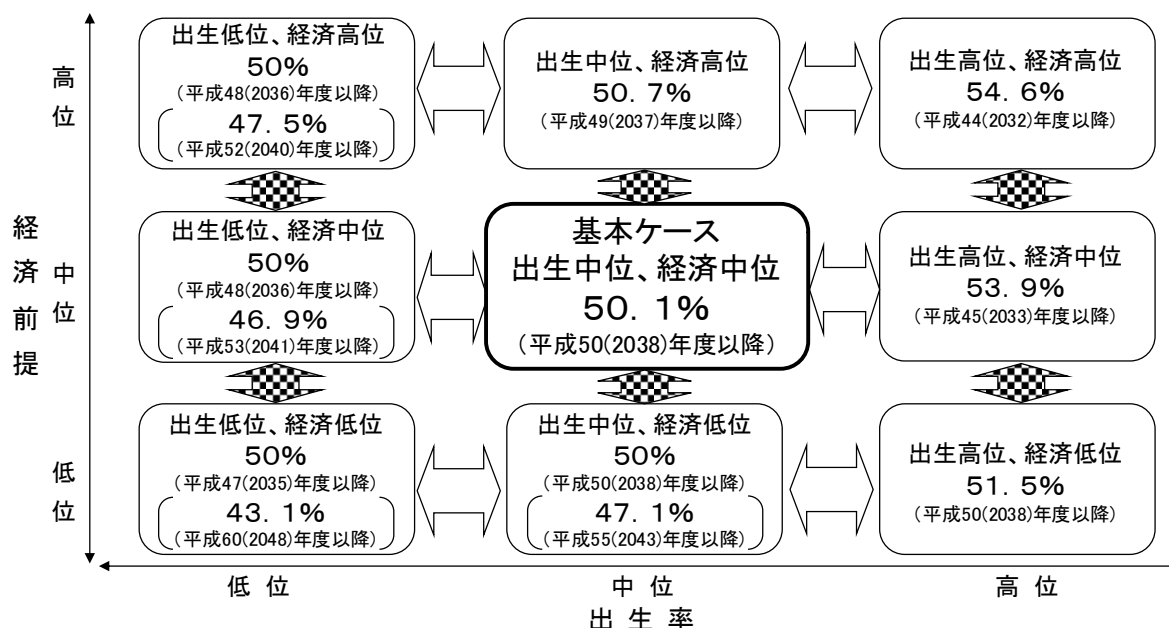 高位
出生低位、経済高位
50%
(平成48(2036)年度以降)
47.5%
(平成52(2040)年度以降)
出生中位、経済高位
50.7%
(平成49(2037)年度以降)
出生高位、経済高位
54.6%
(平成44(2032)年度以降)
経済前提
中位
出生低位、経済中位
50%
(平成48(2036)年度以降)
46.9%
(平成53(2041)年度以降)
基本ケース
出生中位、経済中位
50.1%
(平成50(2038)年度以降)
出生高位、経済中位
53.9%
(平成45(2033)年度以降)
低位
出生低位、経済低位
50%
(平成47(2035)年度以降)
43.1%
(平成60(2048)年度以降)
出生中位、経済低位
50%
(平成50(2038)年度以降)
47.1%
(平成55(2043)年度以降)
出生高位、経済低位
51.5%
(平成50(2038)年度以降)
低位 中位 高位
出生率